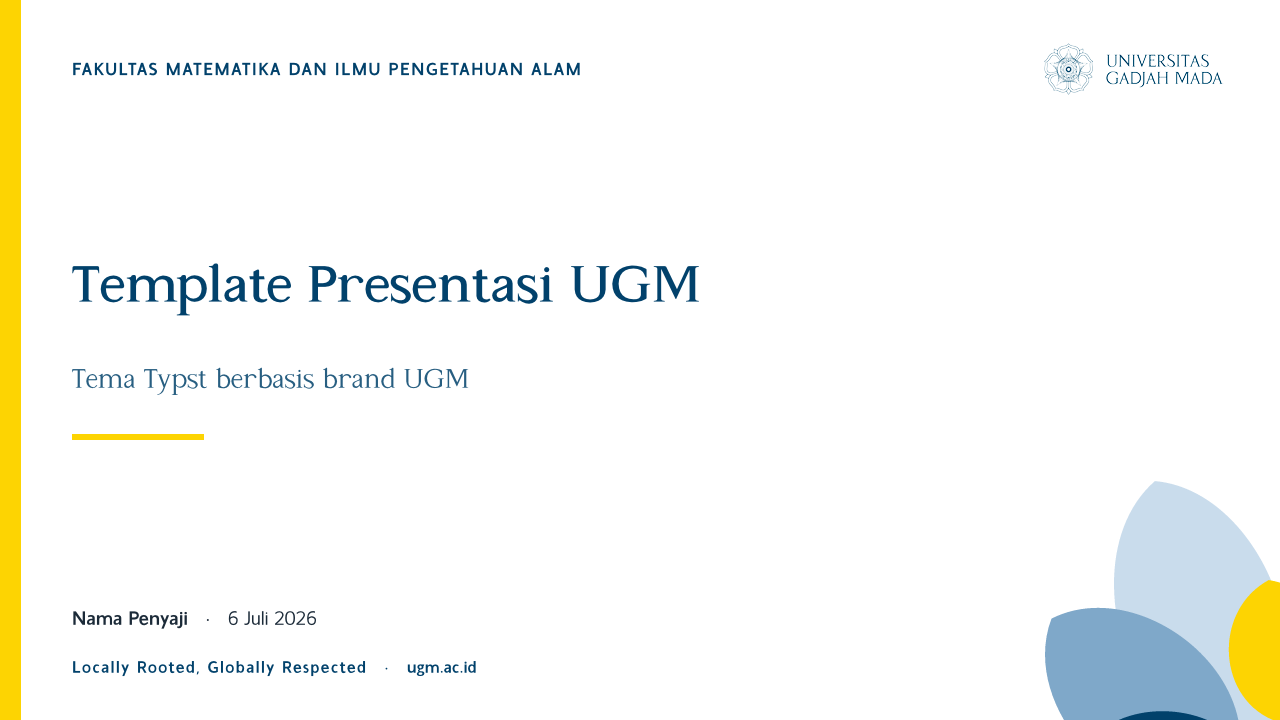 FAKULTAS MATEMATIKA DAN ILMU PENGETAHUAN ALAM
UNIVERSITAS
GADJAH MADA
Template Presentasi UGM
Tema Typst berbasis brand UGM
Nama Penyaji · 6 Juli 2026
Locally Rooted, Globally Respected · ugm.ac.id